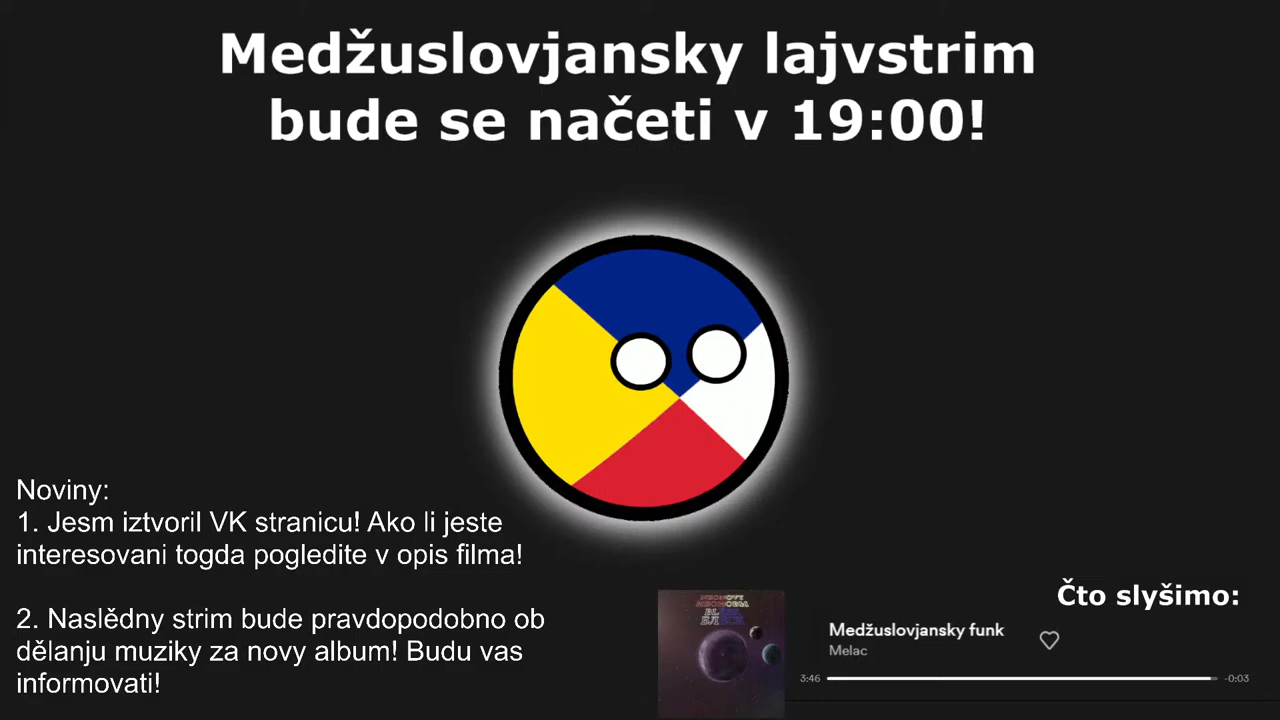 Medžuslovjansky lajvstrim
bude se načeti v 19:00!
Noviny:
1. Jesm iztvoril VK stranicu! Ako li jeste
interesovani togda pogledite v opis filma!
2. Naslědny strim bude pravdopodobno ob
dělanju muziky za novy album! Budu vas
informovati!
Čto slyšimo:
Medžuslovjansky funk
Melac
3:46
-0:03